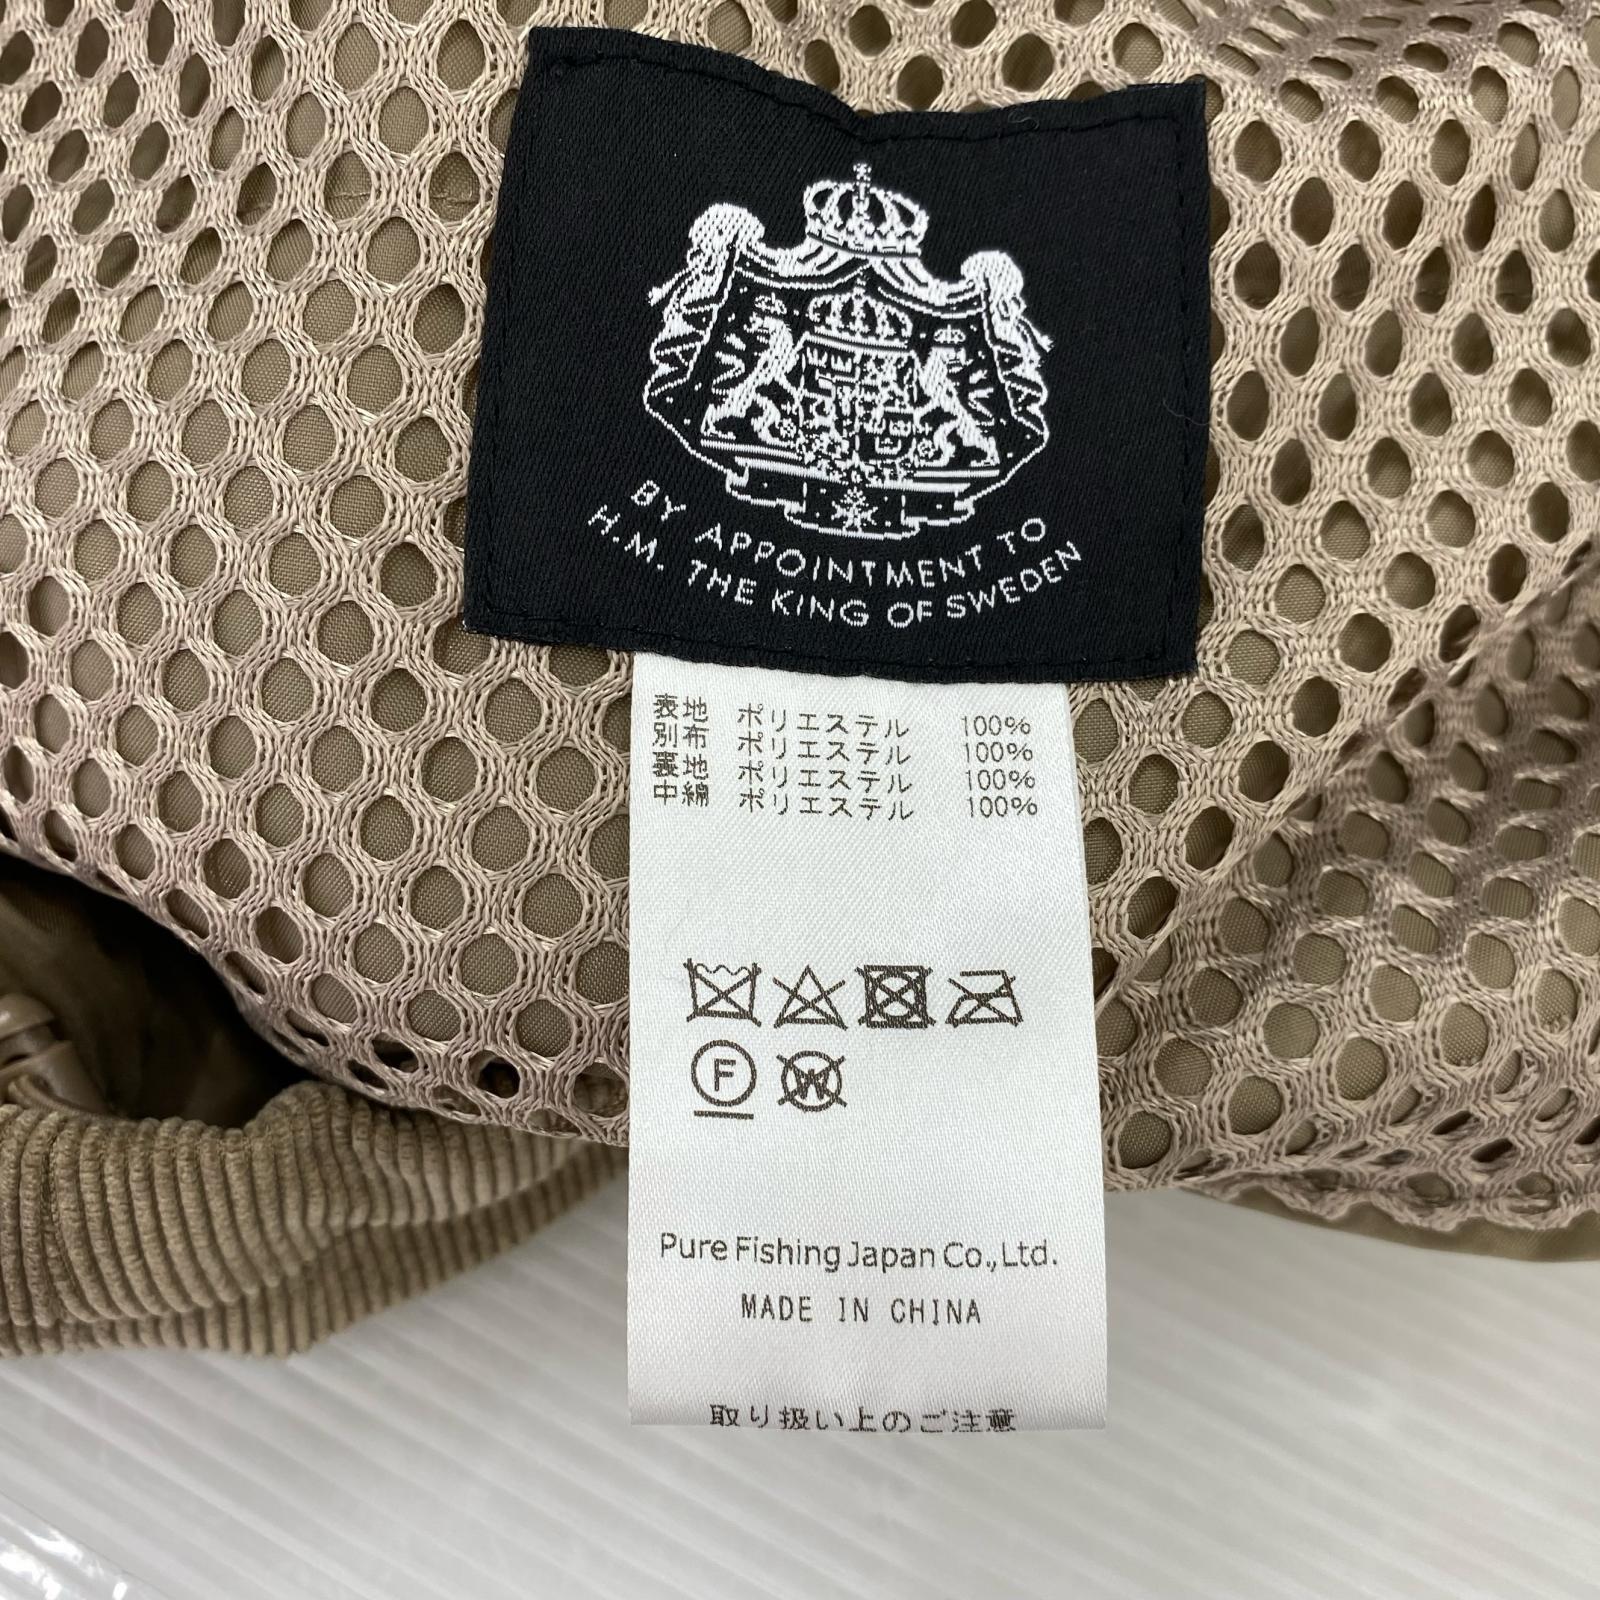 BY APPOINTMENT TO
H.M. THE KING OF SWEDEN
表地 ポリエステル 100%
別布 ポリエステル 100%
裏地 ポリエステル 100%
中綿 ポリエステル 100%
F W
Pure Fishing Japan Co., Ltd.
MADE IN CHINA
取り扱い上のご注意